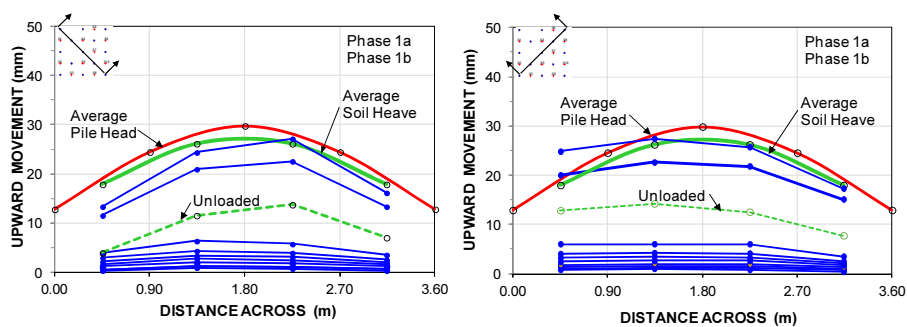 50
40
30
20
10
0
UPWARD MOVEMENT (mm)
Phase 1a
Phase 1b
Average
Pile Head
Average
Soil Heave
Unloaded
0.00 0.90 1.80 2.70 3.60
DISTANCE ACROSS (m)
50
40
30
20
10
0
UPWARD MOVEMENT (mm)
Phase 1a
Phase 1b
Average
Pile Head
Average
Soil Heave
Unloaded
0.00 0.90 1.80 2.70 3.60
DISTANCE ACROSS (m)